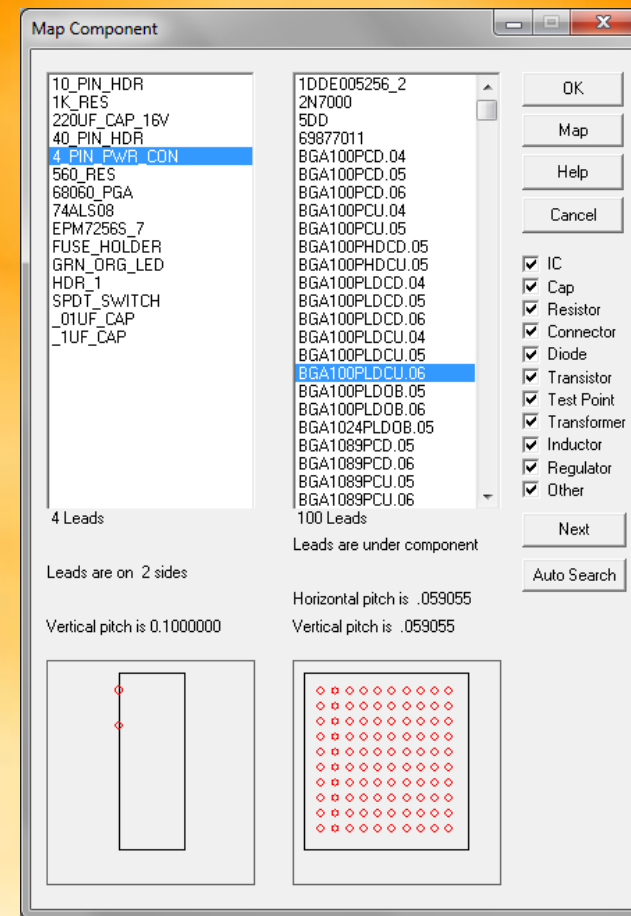 Map Component
10_PIN_HDR
1K_RES
220UF_CAP_16V
40_PIN_HDR
4_PIN_PWR_CON
560_RES
68060_PGA
74ALS08
EPM7256S_7
FUSE_HOLDER
GRN_ORG_LED
HDR_1
SPDT_SWITCH
_01UF_CAP
_1UF_CAP
4 Leads
Leads are on 2 sides
Vertical pitch is 0.1000000
1DDE005256_2
2N7000
5DD
69877011
BGA100PCD.04
BGA100PCD.05
BGA100PCD.06
BGA100PCU.04
BGA100PCU.05
BGA100PHDCD.05
BGA100PHDCU.05
BGA100PLDCD.04
BGA100PLDCD.05
BGA100PLDCD.06
BGA100PLDCU.04
BGA100PLDCU.05
BGA100PLDCU.06
BGA100PLDOB.05
BGA100PLDOB.06
BGA1024PLDOB.05
BGA1089PCD.05
BGA1089PCD.06
BGA1089PCU.05
BGA1089PCU.06
100 Leads
Leads are under component
Horizontal pitch is .059055
Vertical pitch is .059055
OK
Map
Help
Cancel
IC
Cap
Resistor
Connector
Diode
Transistor
Test Point
Transformer
Inductor
Regulator
Other
Next
Auto Search